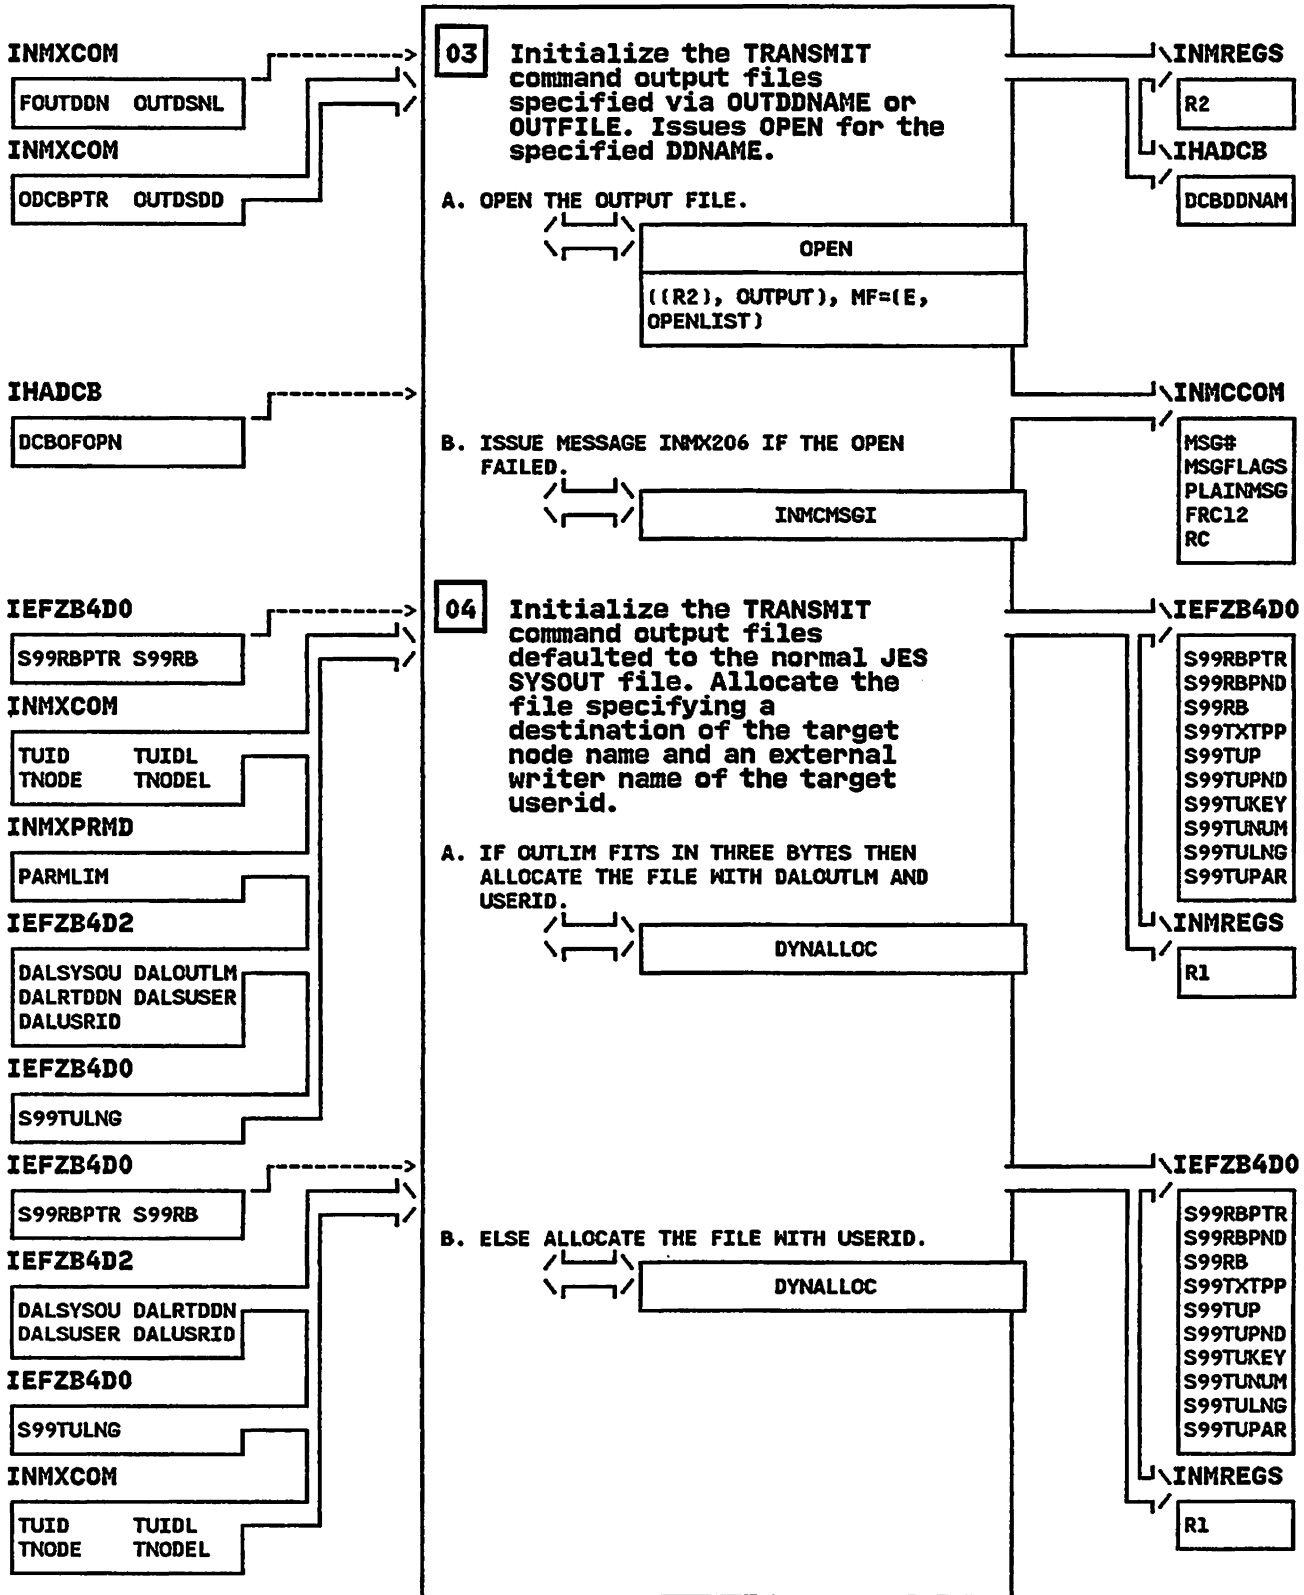 INMXCOM
FOUTDDN OUTDSNL
INMXCOM
ODCBPTR OUTDSDD
03 Initialize the TRANSMIT
command output files
specified via OUTDDNAME or
OUTFILE. Issues OPEN for the
specified DDNAME.
A. OPEN THE OUTPUT FILE.
OPEN
((R2), OUTPUT), MF=(E,
OPENLIST)
INMREGS
R2
IHADCB
DCBDDNAM
IHADCB
DCBOFOPN
B. ISSUE MESSAGE INMX206 IF THE OPEN
FAILED.
INMCMSGI
INMCCOM
MSG#
MSGFLAGS
PLAINMSG
FRC12
RC
IEFZB4D0
S99RBPTR S99RB
INMXCOM
TUID TUIDL
TNODE TNODEL
INMXPRMD
PARMLIM
IEFZB4D2
DALSYSOU DALOUTLM
DALRTDDN DALSUSER
DALUSRID
IEFZB4D0
S99TULNG
04 Initialize the TRANSMIT
command output files
defaulted to the normal JES
SYSOUT file. Allocate the
file specifying a
destination of the target
node name and an external
writer name of the target
userid.
A. IF OUTLIM FITS IN THREE BYTES THEN
ALLOCATE THE FILE WITH DALOUTLM AND
USERID.
DYNALLOC
IEFZB4D0
S99RBPTR
S99RBPND
S99RB
S99TXTPP
S99TUP
S99TUPND
S99TUKEY
S99TUNUM
S99TULNG
S99TUPAR
INMREGS
R1
IEFZB4D0
S99RBPTR S99RB
IEFZB4D2
DALSYSOU DALRTDDN
DALSUSER DALUSRID
IEFZB4D0
S99TULNG
INMXCOM
TUID TUIDL
TNODE TNODEL
B. ELSE ALLOCATE THE FILE WITH USERID.
DYNALLOC
IEFZB4D0
S99RBPTR
S99RBPND
S99RB
S99TXTPP
S99TUP
S99TUPND
S99TUKEY
S99TUNUM
S99TULNG
S99TUPAR
INMREGS
R1